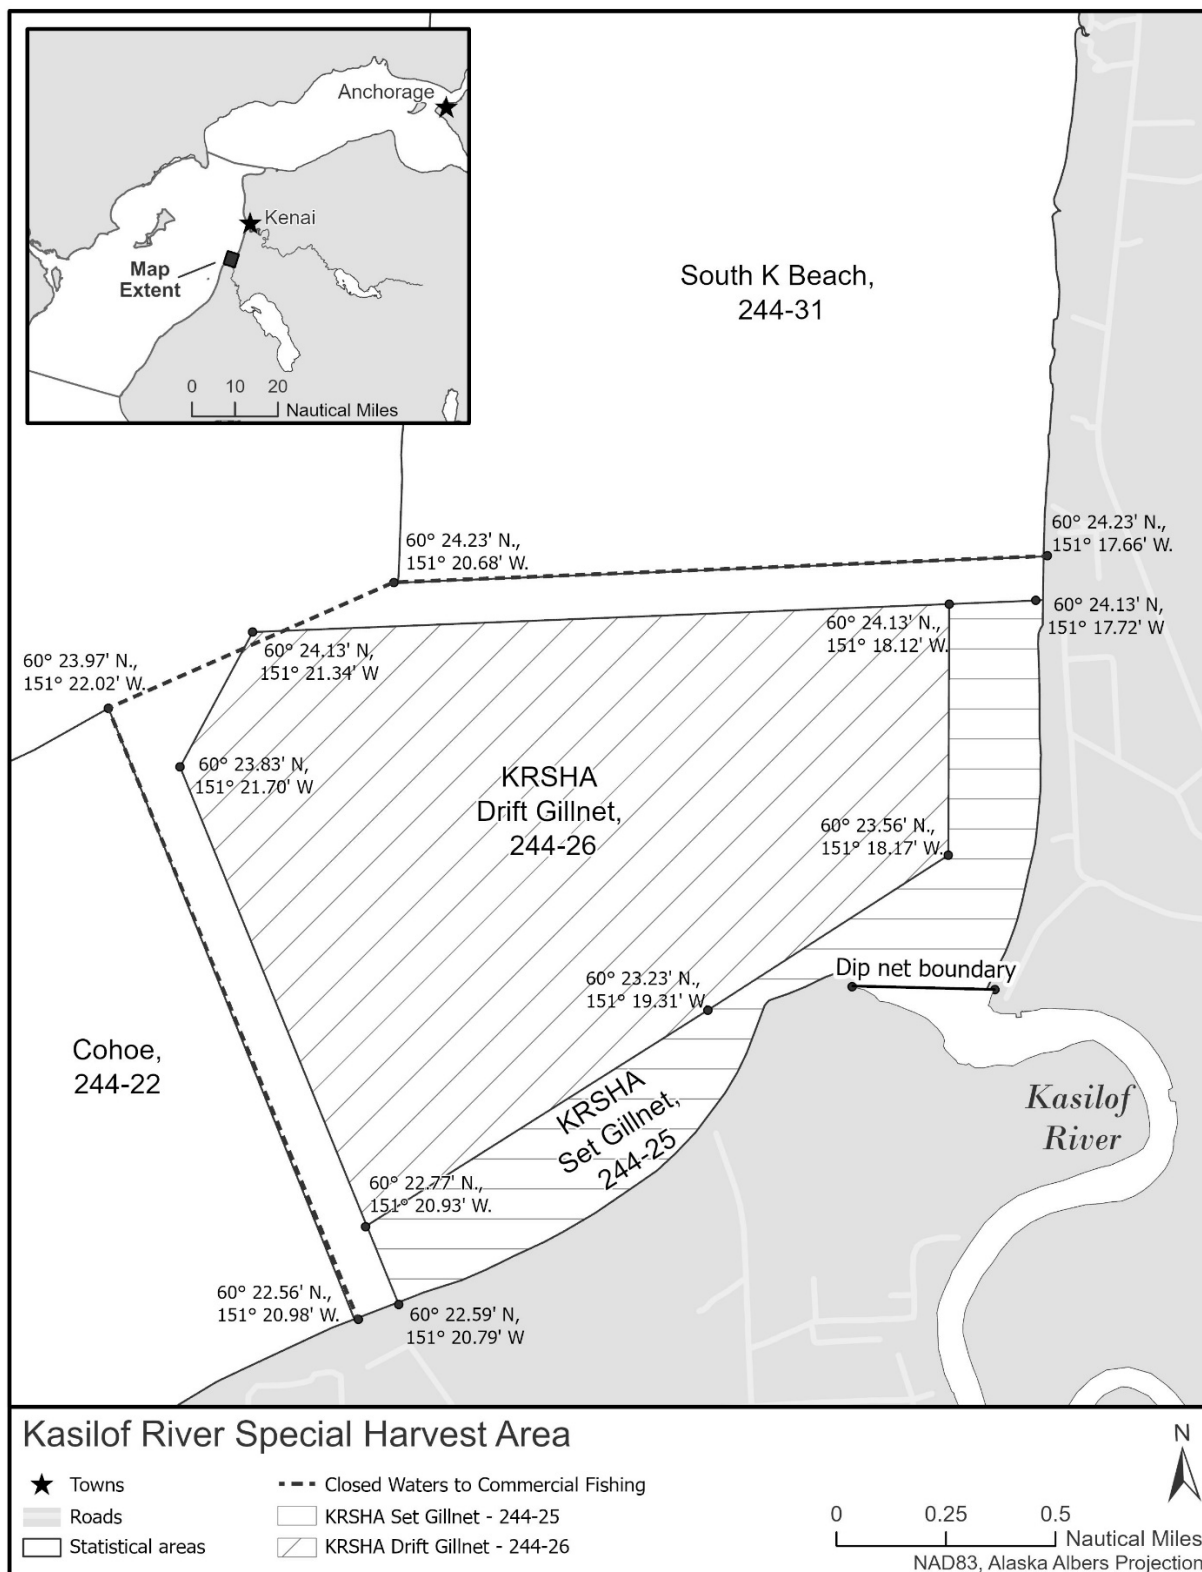 Anchorage
Kenai
Map
Extent
0 10 20
Nautical Miles
South K Beach,
244-31
60° 24.23' N.,
151° 20.68' W.
60° 24.23' N.,
151° 17.66' W.
60° 24.13' N,
151° 17.72' W
60° 24.13' N.,
151° 18.12' W.
60° 24.13' N,
151° 21.34' W
60° 23.97' N.,
151° 22.02' W.
60° 23.83' N,
151° 21.70' W
KRSHA
Drift Gillnet,
244-26
60° 23.56' N.,
151° 18.17' W.
Dip net boundary
60° 23.23' N.,
151° 19.31' W.
Cohoe,
244-22
KRSHA
Set Gillnet,
244-25
Kasilof
River
60° 22.77' N.,
151° 20.93' W.
60° 22.56' N.,
151° 20.98' W.
60° 22.59' N,
151° 20.79' W
Kasilof River Special Harvest Area
Towns
Roads
Statistical areas
Closed Waters to Commercial Fishing
KRSHA Set Gillnet - 244-25
KRSHA Drift Gillnet - 244-26
N
0 0.25 0.5
Nautical Miles
NAD83, Alaska Albers Projection